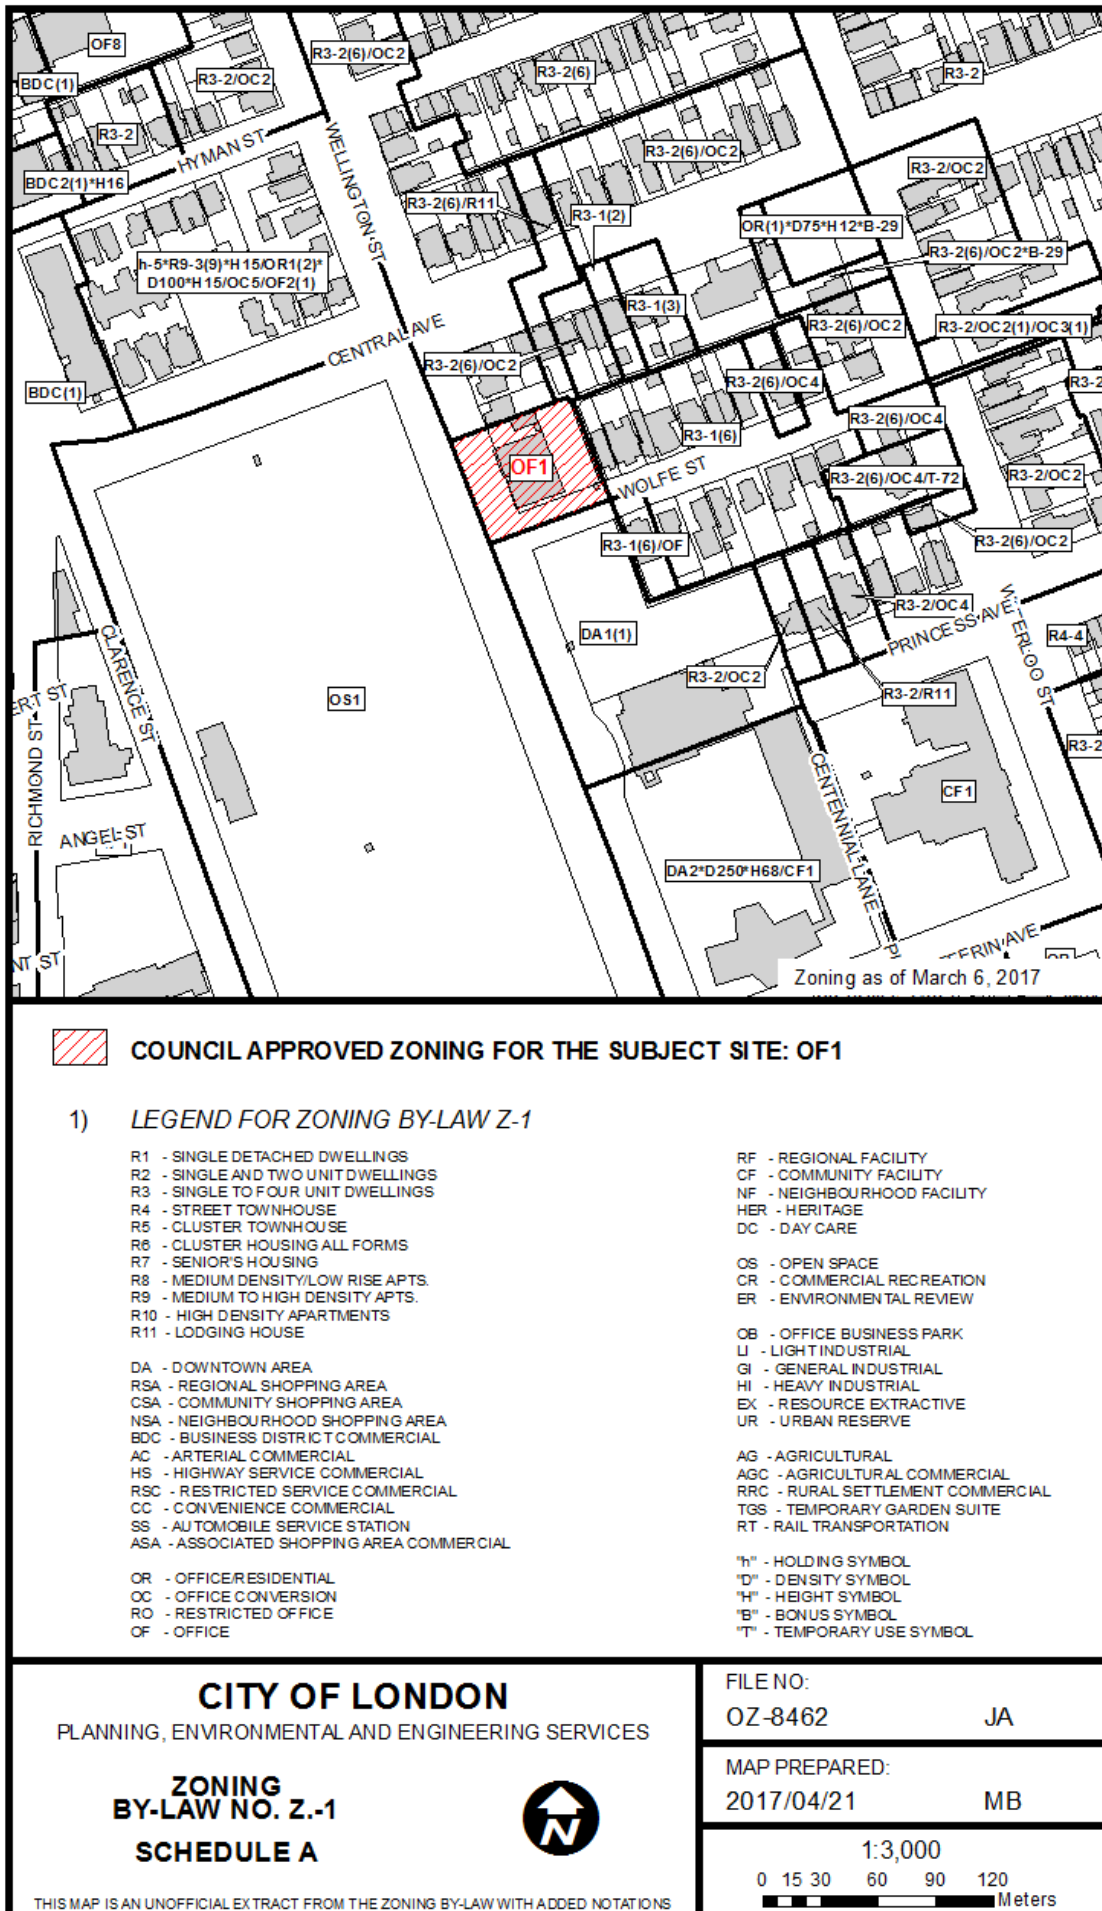 OF8
R3-2(6)/OC2
R3-2(6)
R3-2
BDC(1)
R3-2/OC2
R3-2
HYMAN ST
WELLINGTON ST
R3-2(6)/OC2
R3-2/OC2
BDC2(1)*H16
R3-2(6)/R11
R3-1(2)
OR(1)*D75*H12*B-29
R3-2(6)/OC2*B-29
h-5*R9-3(9)*H15/OR1(2)*
D100*H15/OC5/OF2(1)
R3-1(3)
R3-2(6)/OC2
R3-2/OC2(1)/OC3(1)
CENTRAL AVE
R3-2(6)/OC2
R3-2(6)/OC4
R3-2
BDC(1)
R3-2(6)/OC4
R3-1(6)
OF1
WOLFE ST
R3-2(6)/OC4/T-72
R3-2/OC2
R3-1(6)/OF
R3-2(6)/OC2
R3-2/OC4
PRINCESS AVE
WATERLOO ST
DA1(1)
R4-4
CLARENCE ST
R3-2/OC2
R3-2/R11
ERT ST
OS1
R3-2
RICHMOND ST
CENTENNIAL LANE
CF1
ANGEL ST
DA2*D250*H68/CF1
NT ST
FERIN AVE
Zoning as of March 6, 2017
COUNCIL APPROVED ZONING FOR THE SUBJECT SITE: OF1
1) LEGEND FOR ZONING BY-LAW Z-1
R1 - SINGLE DETACHED DWELLINGS
R2 - SINGLE AND TWO UNIT DWELLINGS
R3 - SINGLE TO FOUR UNIT DWELLINGS
R4 - STREET TOWNHOUSE
R5 - CLUSTER TOWNHOUSE
R6 - CLUSTER HOUSING ALL FORMS
R7 - SENIOR'S HOUSING
R8 - MEDIUM DENSITY/LOW RISE APTS.
R9 - MEDIUM TO HIGH DENSITY APTS.
R10 - HIGH DENSITY APARTMENTS
R11 - LODGING HOUSE
DA - DOWNTOWN AREA
RSA - REGIONAL SHOPPING AREA
CSA - COMMUNITY SHOPPING AREA
NSA - NEIGHBOURHOOD SHOPPING AREA
BDC - BUSINESS DISTRICT COMMERCIAL
AC - ARTERIAL COMMERCIAL
HS - HIGHWAY SERVICE COMMERCIAL
RSC - RESTRICTED SERVICE COMMERCIAL
CC - CONVENIENCE COMMERCIAL
SS - AUTOMOBILE SERVICE STATION
ASA - ASSOCIATED SHOPPING AREA COMMERCIAL
OR - OFFICE/RESIDENTIAL
OC - OFFICE CONVERSION
RO - RESTRICTED OFFICE
OF - OFFICE
RF - REGIONAL FACILITY
CF - COMMUNITY FACILITY
NF - NEIGHBOURHOOD FACILITY
HER - HERITAGE
DC - DAY CARE
OS - OPEN SPACE
CR - COMMERCIAL RECREATION
ER - ENVIRONMENTAL REVIEW
OB - OFFICE BUSINESS PARK
LI - LIGHT INDUSTRIAL
GI - GENERAL INDUSTRIAL
HI - HEAVY INDUSTRIAL
EX - RESOURCE EXTRACTIVE
UR - URBAN RESERVE
AG - AGRICULTURAL
AGC - AGRICULTURAL COMMERCIAL
RRC - RURAL SETTLEMENT COMMERCIAL
TGS - TEMPORARY GARDEN SUITE
RT - RAIL TRANSPORTATION
"h" - HOLDING SYMBOL
"D" - DENSITY SYMBOL
"H" - HEIGHT SYMBOL
"B" - BONUS SYMBOL
"T" - TEMPORARY USE SYMBOL
CITY OF LONDON
PLANNING, ENVIRONMENTAL AND ENGINEERING SERVICES
ZONING
BY-LAW NO. Z.-1
SCHEDULE A
N
THIS MAP IS AN UNOFFICIAL EXTRACT FROM THE ZONING BY-LAW WITH ADDED NOTATIONS
FILE NO:
OZ-8462 JA
MAP PREPARED:
2017/04/21 MB
1:3,000
0 15 30 60 90 120
Meters